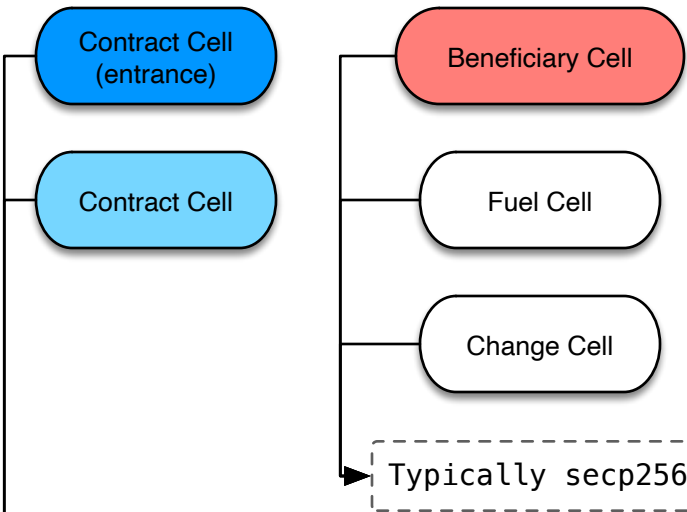 Contract Cell
(entrance)
Beneficiary Cell
Contract Cell
Fuel Cell
Change Cell
Typically secp256